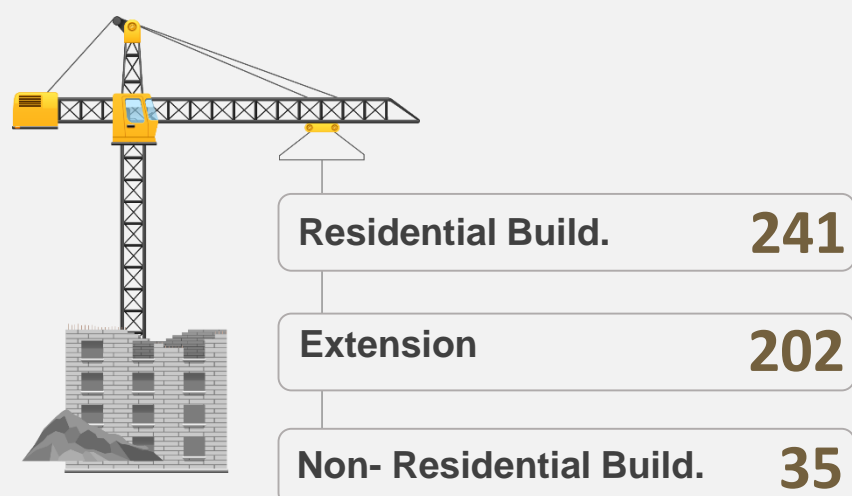 Residential Build. 241
Extension 202
Non- Residential Build. 35